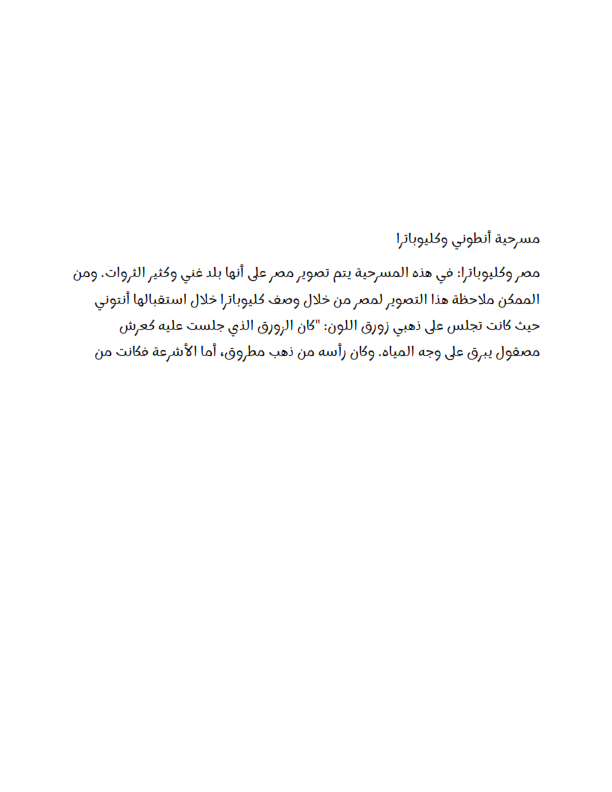 مسرحية أنطوني وكليوباترا
مصر وكليوباترا: في هذه المسرحية يتم تصوير مصر على أنها بلد غني وكثير الثروات. ومن
الممكن ملاحظة هذا التصوير لمصر من خلال وصف كليوباترا خلال استقبالها أنتوني
حيث كانت تجلس على ذهبي زورق اللون: "كان الزورق الذي جلست عليه كعرش
مصقول يبرق على وجه المياه. وكان رأسه من ذهب مطروق، أما الأشرعة فكانت من